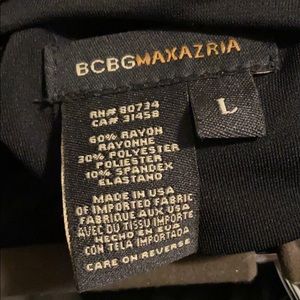 BCBGMAXAZRIA
L
RN# 80734
CA# 31458
60% RAYON
RAYONNE
30% POLYESTER
POLIESTER
10% SPANDEX
ELASTANO
MADE IN USA
OF IMPORTED FABRIC
FABRIQUE AUX USA
AVEC DU TISSU IMPORTE
HECHO EN EUA
CON TELA IMPORTADA
CARE ON REVERSE